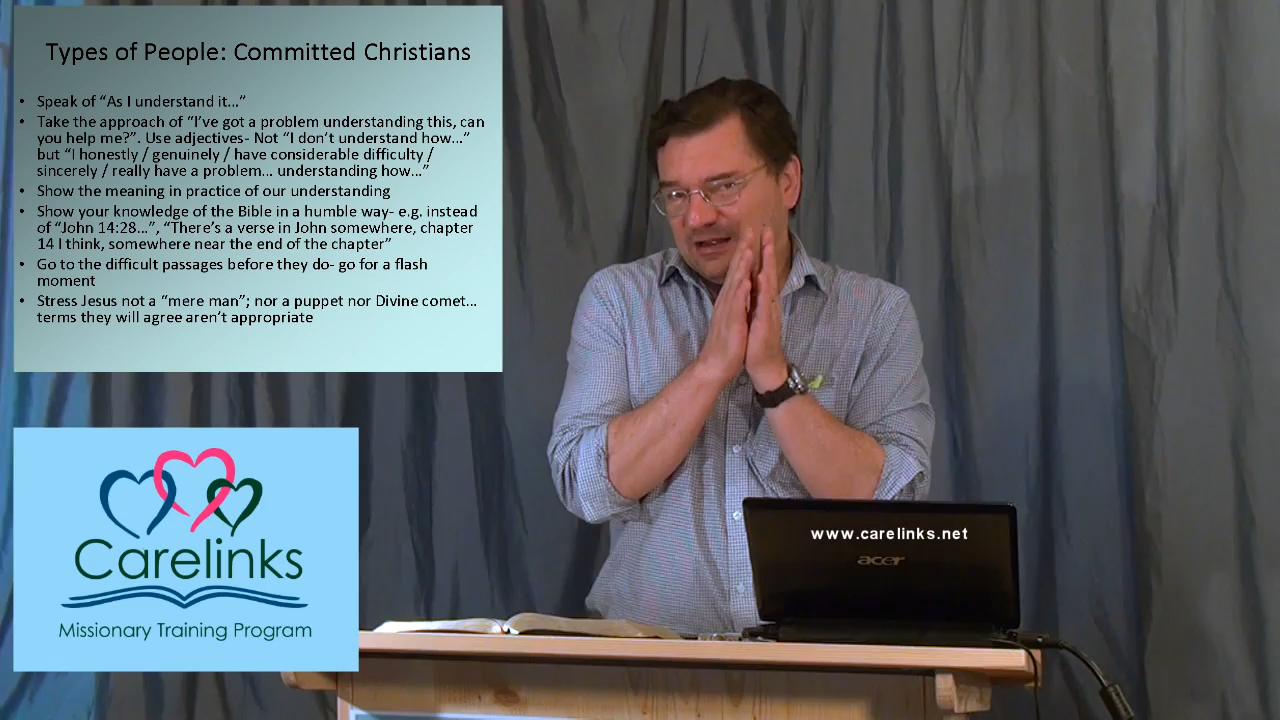 Types of People: Committed Christians
• Speak of “As I understand it…”
• Take the approach of “I’ve got a problem understanding this, can
you help me?”. Use adjectives- Not “I don’t understand how…”
but “I honestly / genuinely / have considerable difficulty /
sincerely / really have a problem… understanding how…”
• Show the meaning in practice of our understanding
• Show your knowledge of the Bible in a humble way- e.g. instead
of “John 14:28…”, “There’s a verse in John somewhere, chapter
14 I think, somewhere near the end of the chapter”
• Go to the difficult passages before they do- go for a flash
moment
• Stress Jesus not a “mere man”; nor a puppet nor Divine comet…
terms they will agree aren’t appropriate
Carelinks
Missionary Training Program
www.carelinks.net
acer